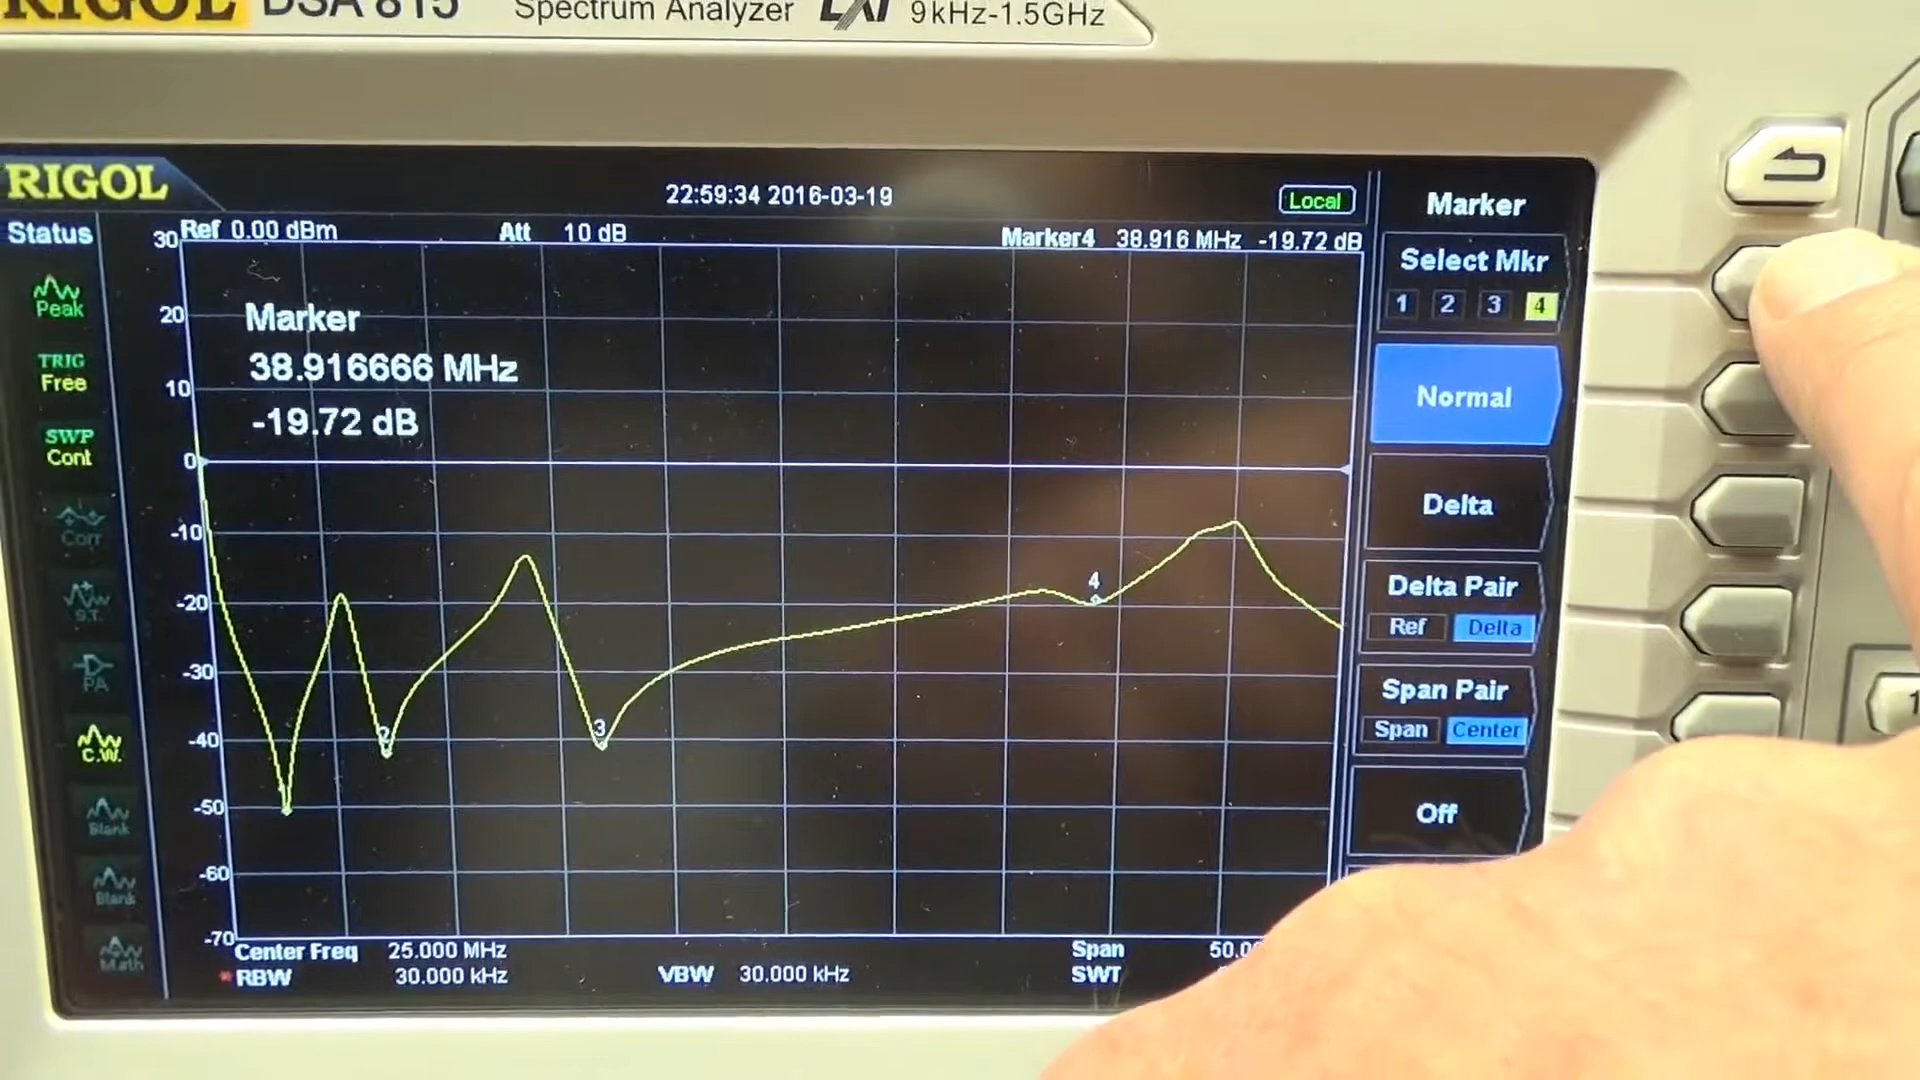 RIGOL DSA 815 Spectrum Analyzer LXI 9kHz-1.5GHz
RIGOL
22:59:34 2016-03-19
Local
Marker
Status
Ref 0.00 dBm Att 10 dB Marker4 38.916 MHz -19.72 dB
Select Mkr
1 2 3 4
Peak
TRIG
Free
SWP
Cont
Corr
S.T.
PA
C.W.
Blank
Blank
Math
30
20
10
0
-10
-20
-30
-40
-50
-60
-70
Marker
38.916666 MHz
-19.72 dB
2
3
4
Normal
Delta
Delta Pair
Ref Delta
Span Pair
Span Center
Off
Center Freq 25.000 MHz Span
RBW 30.000 kHz VBW 30.000 kHz SWT
1